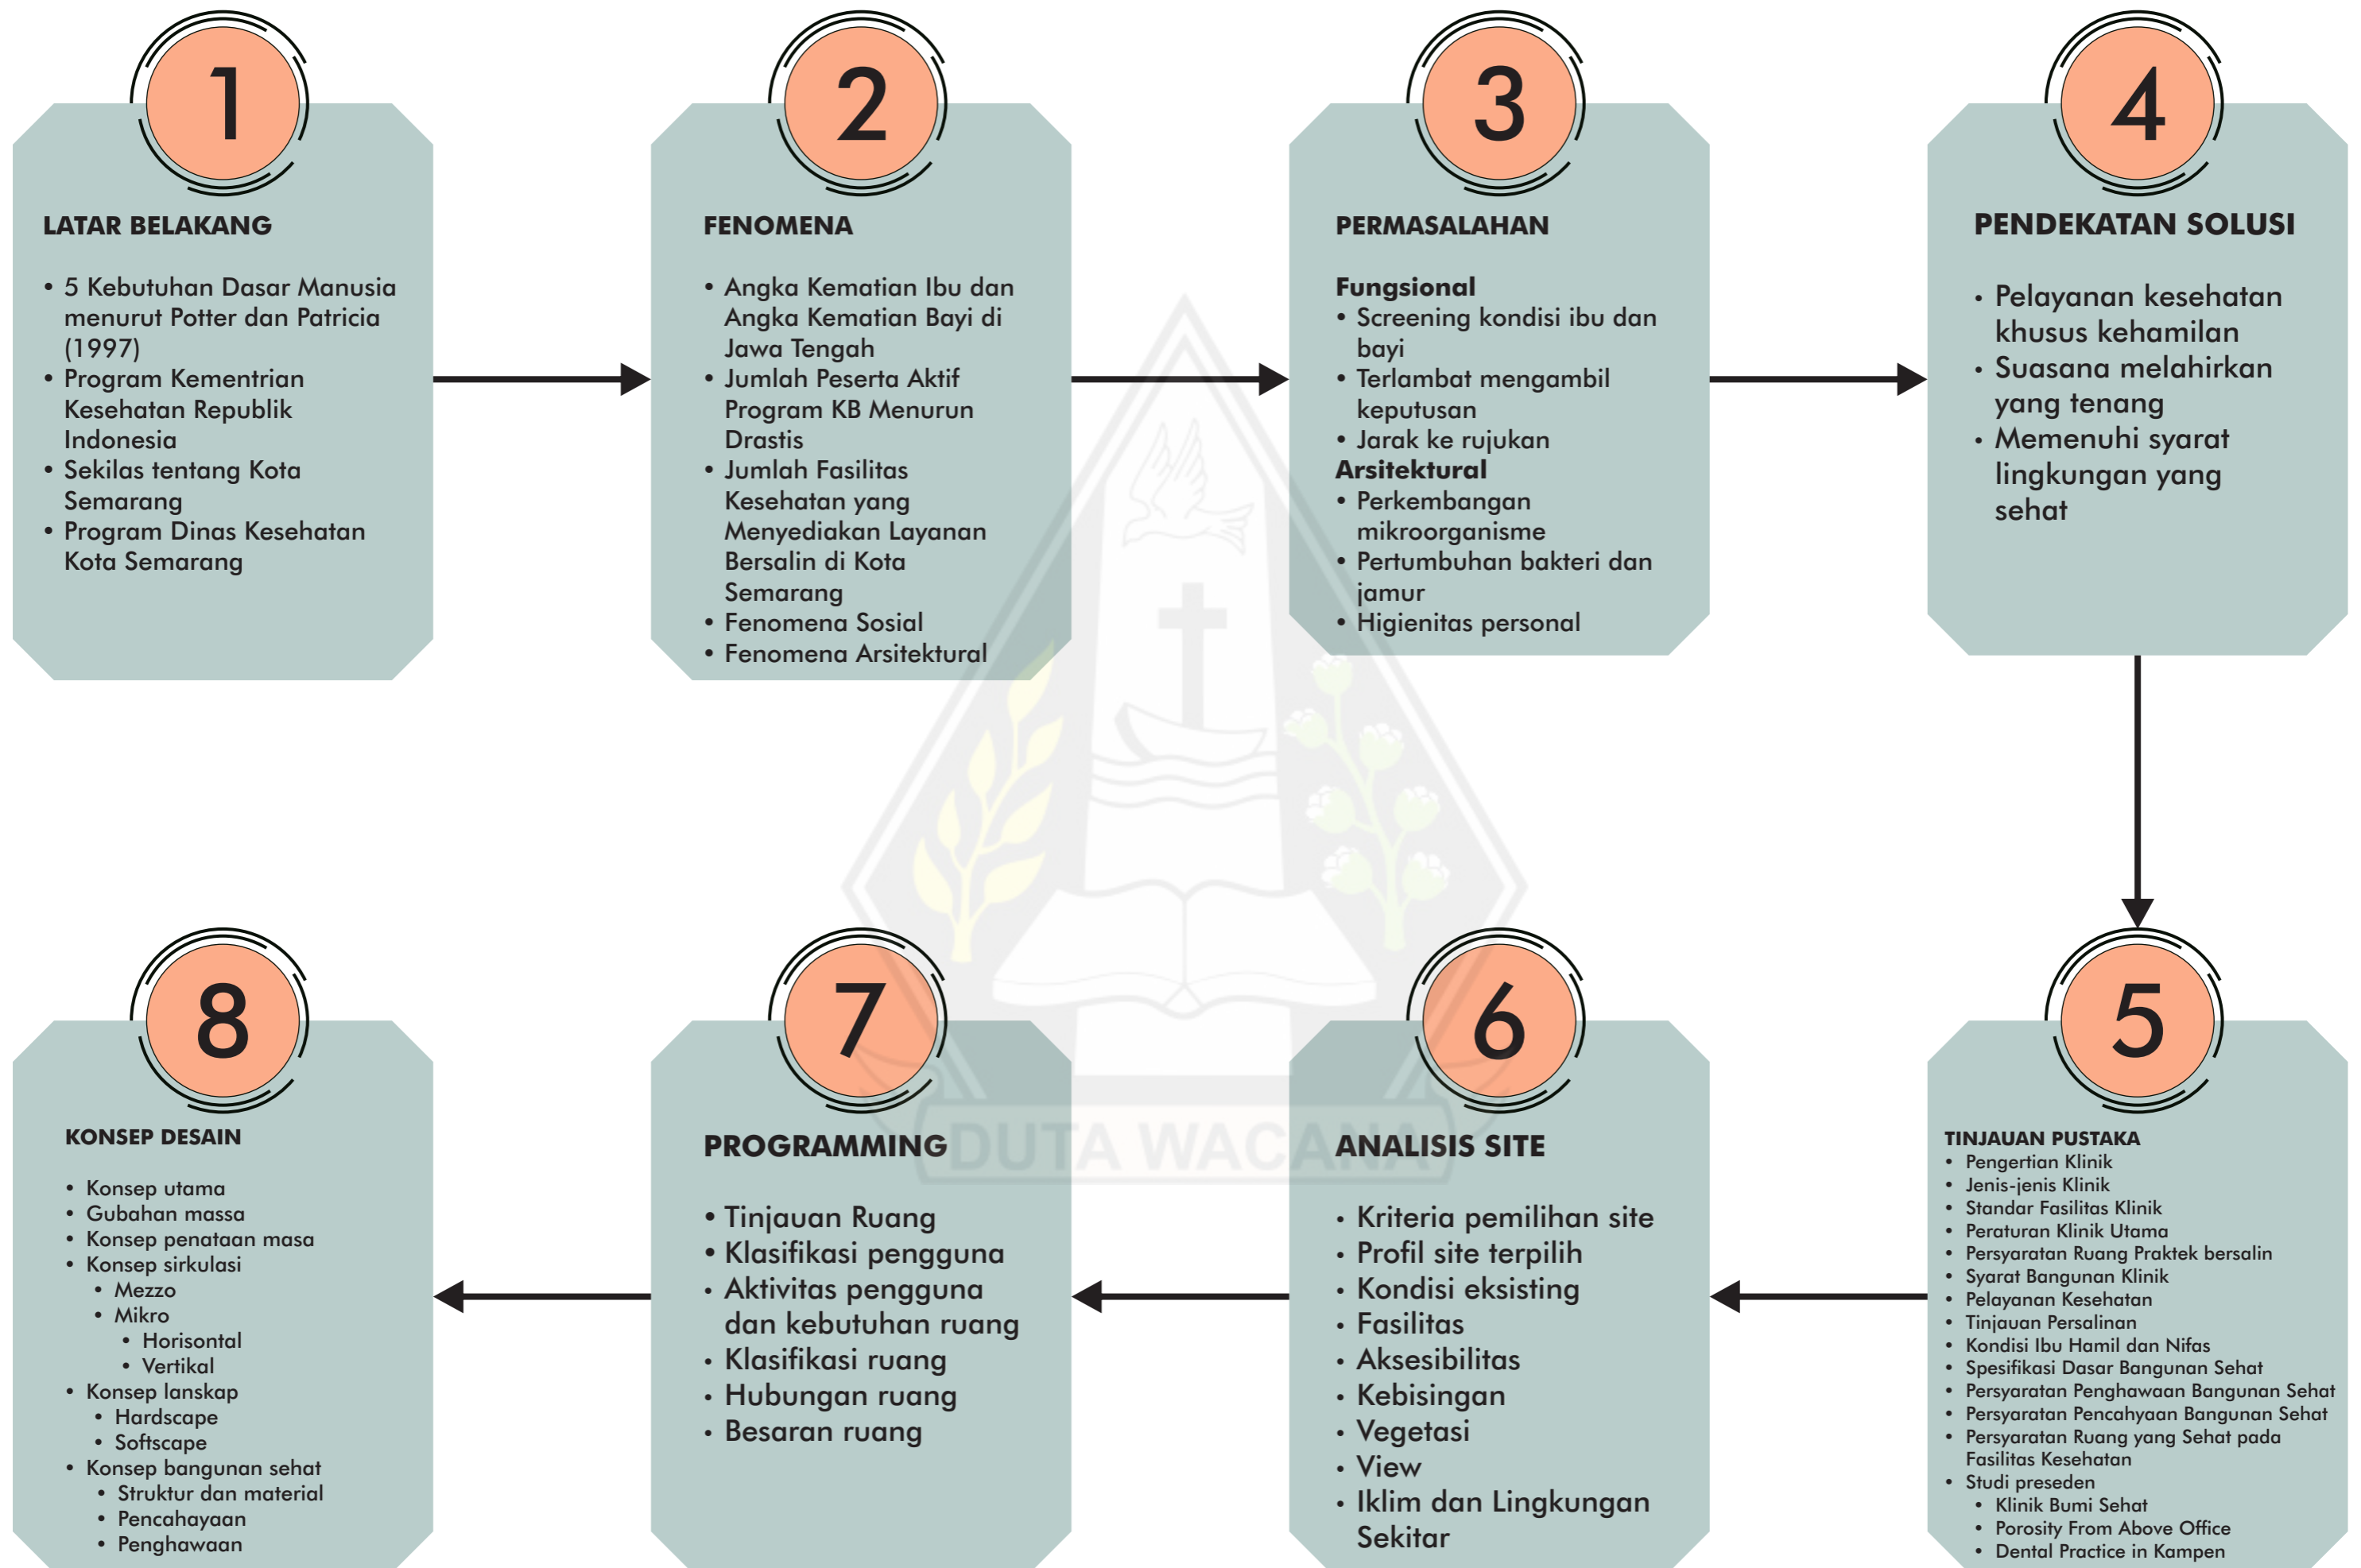 1
LATAR BELAKANG
• 5 Kebutuhan Dasar Manusia
menurut Potter dan Patricia
(1997)
• Program Kementrian
Kesehatan Republik
Indonesia
• Sekilas tentang Kota
Semarang
• Program Dinas Kesehatan
Kota Semarang
2
FENOMENA
• Angka Kematian Ibu dan
Angka Kematian Bayi di
Jawa Tengah
• Jumlah Peserta Aktif
Program KB Menurun
Drastis
• Jumlah Fasilitas
Kesehatan yang
Menyediakan Layanan
Bersalin di Kota
Semarang
• Fenomena Sosial
• Fenomena Arsitektural
3
PERMASALAHAN
Fungsional
• Screening kondisi ibu dan
bayi
• Terlambat mengambil
keputusan
• Jarak ke rujukan
Arsitektural
• Perkembangan
mikroorganisme
• Pertumbuhan bakteri dan
jamur
• Higienitas personal
4
PENDEKATAN SOLUSI
• Pelayanan kesehatan
khusus kehamilan
• Suasana melahirkan
yang tenang
• Memenuhi syarat
lingkungan yang
sehat
5
TINJAUAN PUSTAKA
• Pengertian Klinik
• Jenis-jenis Klinik
• Standar Fasilitas Klinik
• Peraturan Klinik Utama
• Persyaratan Ruang Praktek bersalin
• Syarat Bangunan Klinik
• Pelayanan Kesehatan
• Tinjauan Persalinan
• Kondisi Ibu Hamil dan Nifas
• Spesifikasi Dasar Bangunan Sehat
• Persyaratan Penghawaan Bangunan Sehat
• Persyaratan Pencahyaan Bangunan Sehat
• Persyaratan Ruang yang Sehat pada
Fasilitas Kesehatan
• Studi preseden
• Klinik Bumi Sehat
• Porosity From Above Office
• Dental Practice in Kampen
6
ANALISIS SITE
• Kriteria pemilihan site
• Profil site terpilih
• Kondisi eksisting
• Fasilitas
• Aksesibilitas
• Kebisingan
• Vegetasi
• View
• Iklim dan Lingkungan
Sekitar
7
PROGRAMMING
• Tinjauan Ruang
• Klasifikasi pengguna
• Aktivitas pengguna
dan kebutuhan ruang
• Klasifikasi ruang
• Hubungan ruang
• Besaran ruang
8
KONSEP DESAIN
• Konsep utama
• Gubahan massa
• Konsep penataan masa
• Konsep sirkulasi
• Mezzo
• Mikro
• Horisontal
• Vertikal
• Konsep lanskap
• Hardscape
• Softscape
• Konsep bangunan sehat
• Struktur dan material
• Pencahayaan
• Penghawaan
DUTA WACANA